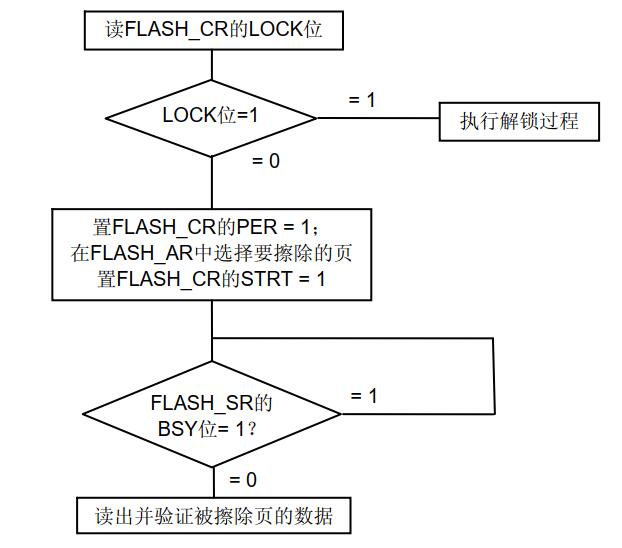 读FLASH_CR的LOCK位
LOCK位=1
= 1
执行解锁过程
= 0
置FLASH_CR的PER = 1；
在FLASH_AR中选择要擦除的页
置FLASH_CR的STRT = 1
FLASH_SR的
BSY位= 1？
= 1
= 0
读出并验证被擦除页的数据